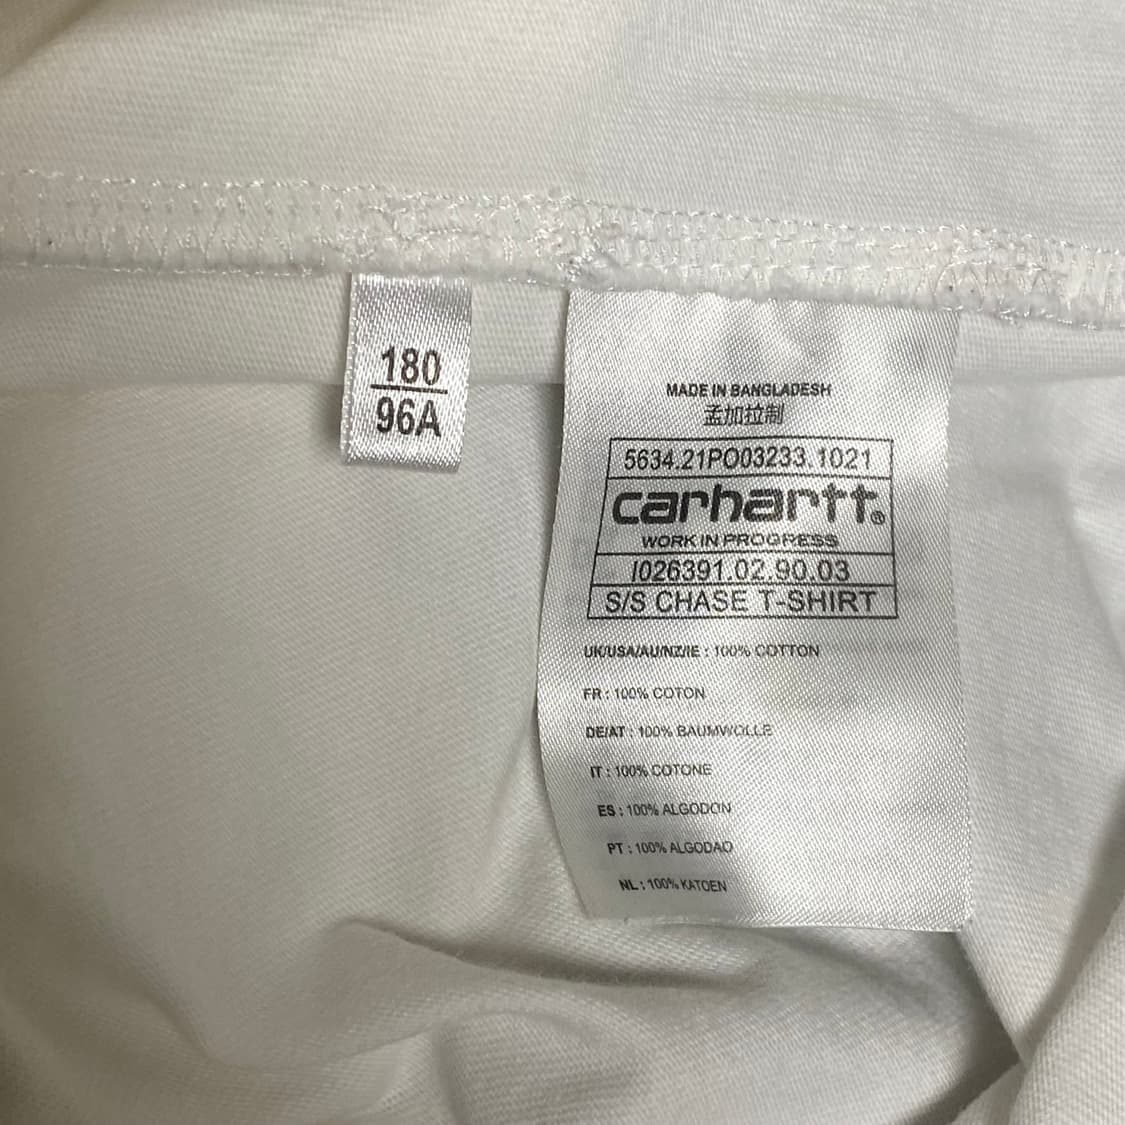 180
96A
MADE IN BANGLADESH
孟加拉制
5634.21PO03233.1021
carhartt®
WORK IN PROGRESS
I026391.02.90.03
S/S CHASE T-SHIRT
UK/USA/AU/NZ/IE : 100% COTTON
FR : 100% COTON
DE/AT : 100% BAUMWOLLE
IT : 100% COTONE
ES : 100% ALGODON
PT : 100% ALGODAO
NL : 100% KATOEN